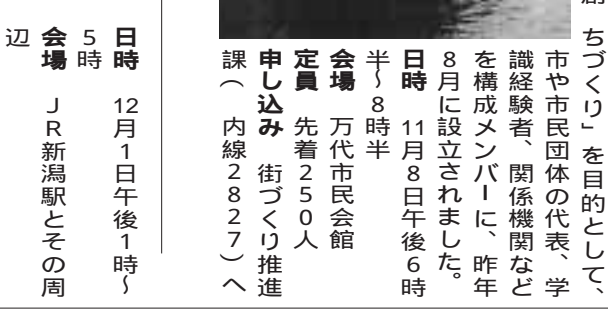 ちづくり」を目的として、
市や市民団体の代表、学
識経験者、関係機関など
を構成メンバーに、昨年
8月に設立されました。
日時 11月8日午後6時
半~8時半
会場 万代市民会館
定員 先着250人
申し込み 街づくり推進
課(内線2827)へ
日時 12月1日午後1時~
5時
会場 JR新潟駅とその周
辺